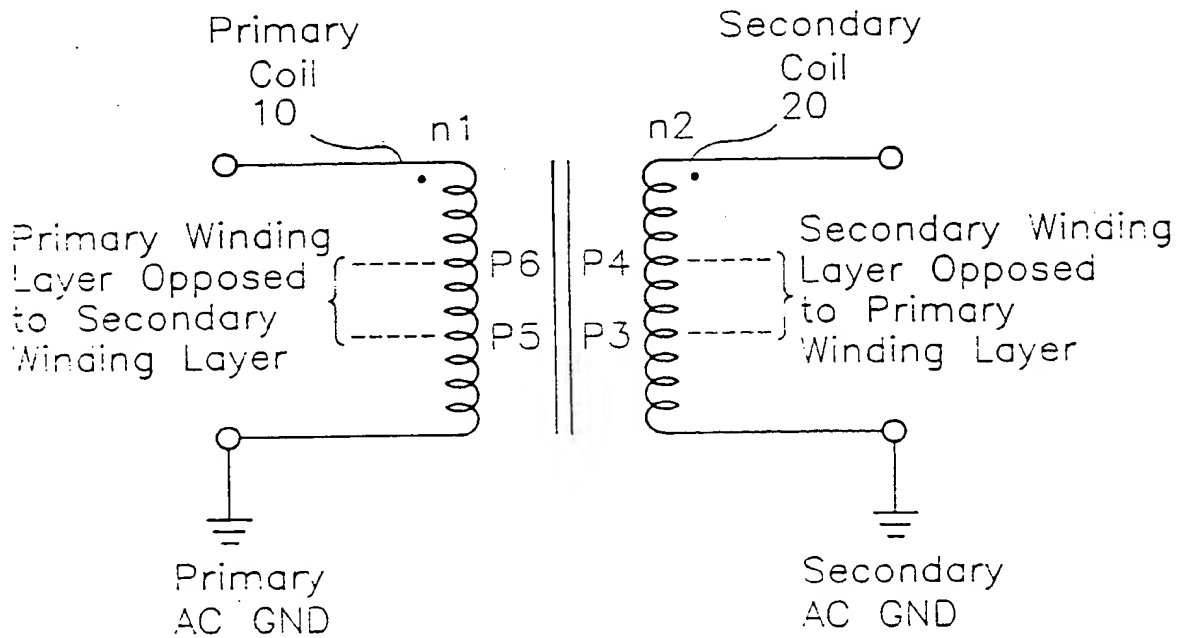 Primary
Coil
10
n1
Secondary
Coil
20
n2
Primary Winding
Layer Opposed
to Secondary
Winding Layer
P6
P5
P4
P3
Secondary Winding
Layer Opposed
to Primary
Winding Layer
Primary
AC GND
Secondary
AC GND